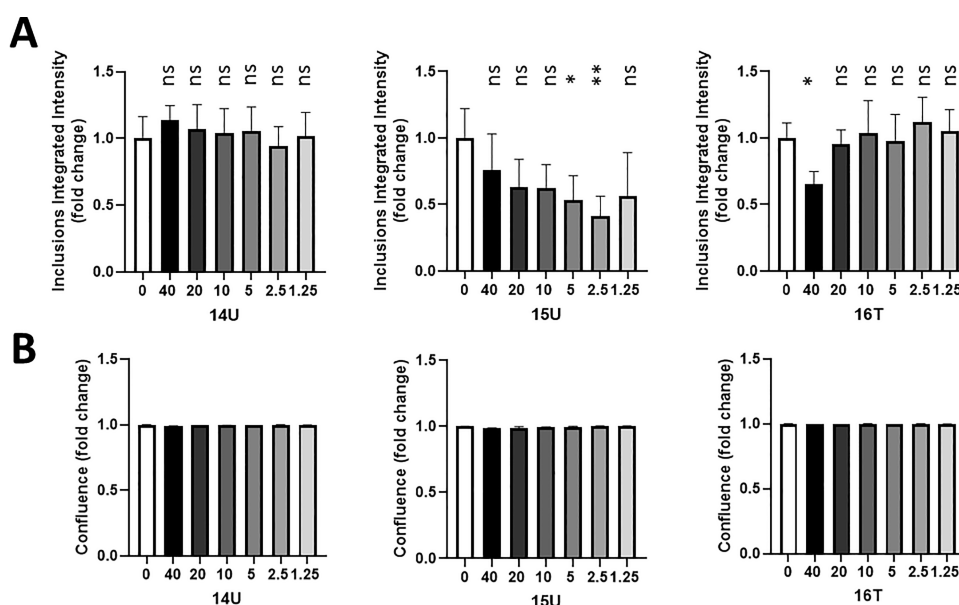 A
Inclusions Integrated Intensity
(fold change)
1.5
1.0
0.5
0.0
ns ns ns ns ns ns
0 40 20 10 5 2.5 1.25
14U
Inclusions Integrated Intensity
(fold change)
1.5
1.0
0.5
0.0
ns ns ns * ** ns
0 40 20 10 5 2.5 1.25
15U
Inclusions Integrated Intensity
(fold change)
1.5
1.0
0.5
0.0
* ns ns ns ns ns
0 40 20 10 5 2.5 1.25
16T
B
Confluence (fold change)
1.5
1.0
0.5
0.0
0 40 20 10 5 2.5 1.25
14U
Confluence (fold change)
1.5
1.0
0.5
0.0
0 40 20 10 5 2.5 1.25
15U
Confluence (fold change)
1.5
1.0
0.5
0.0
0 40 20 10 5 2.5 1.25
16T